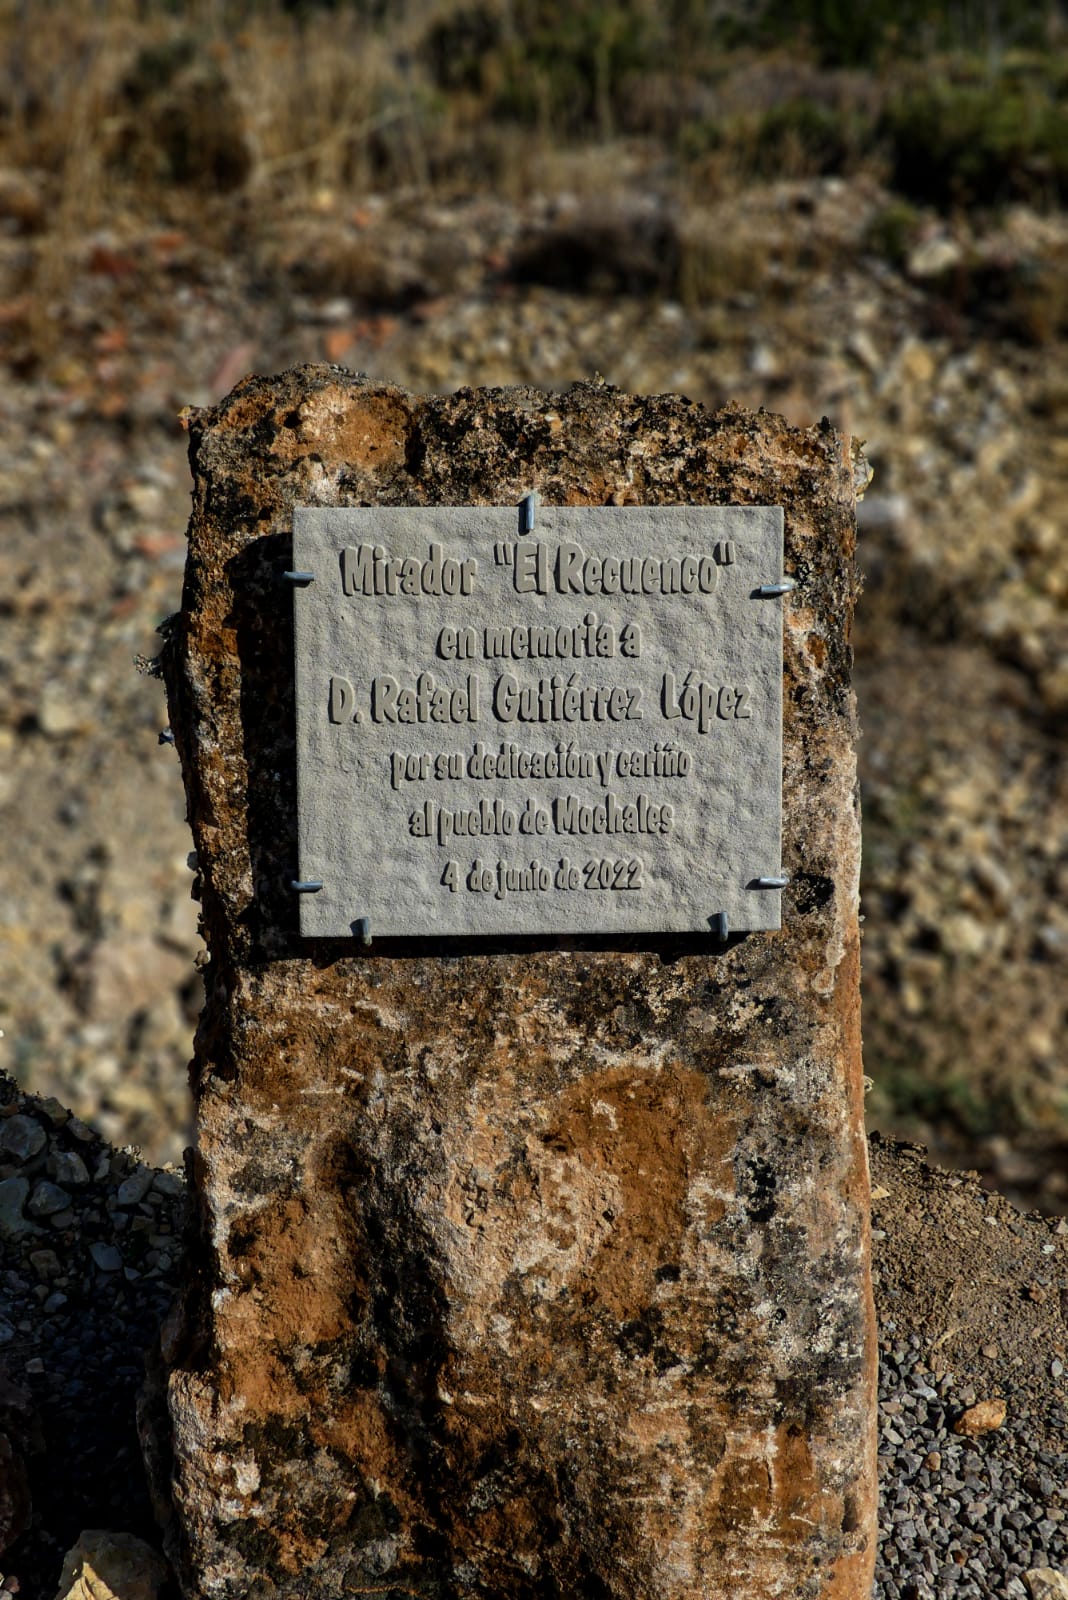 Mirador "El Recuenco"
en memoria a
D. Rafael Gutiérrez López
por su dedicación y cariño
al pueblo de Mochales
4 de junio de 2022